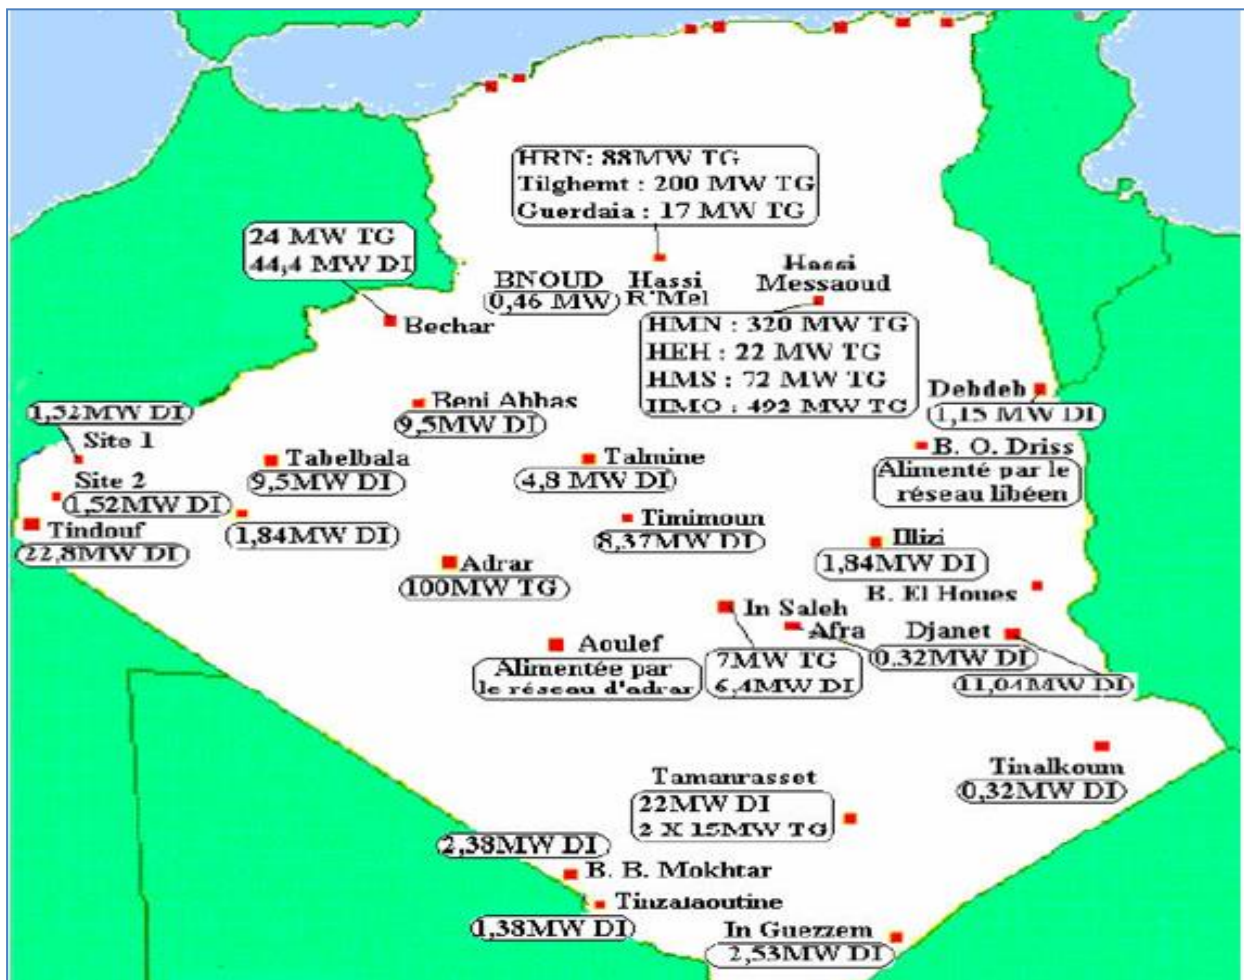 HRN: 88MW TG
Tilghemt : 200 MW TG
Guerdaia : 17 MW TG
24 MW TG
44,4 MW DI
Bechar
BNOUD
0,46 MW
Hassi
R'Mel
Hassi
Messaoud
HMN : 320 MW TG
HEH : 22 MW TG
HMS : 72 MW TG
HMO : 492 MW TG
Debdeb
1,15 MW DI
Beni Abbas
9,5MW DI
1,52MW DI
Site 1
Site 2
1,52MW DI
Tindouf
22,8MW DI
Tabelbala
9,5MW DI
1,84MW DI
Talmine
4,8 MW DI
B. O. Driss
Alimenté par le
réseau libéen
Timimoun
8,37MW DI
Illizi
1,84MW DI
Adrar
100MW TG
B. El Houes
In Saleh
7MW TG
6,4MW DI
Afra
0.32MW DI
Djanet
11,04MW DI
Aoulef
Alimentée par
le réseau d'adrar
Tinalkoum
0,32MW DI
Tamanrasset
22MW DI
2 X 15MW TG
2,38MW DI
B. B. Mokhtar
Tinzaouatine
1,38MW DI
In Guezzem
2,53MW DI